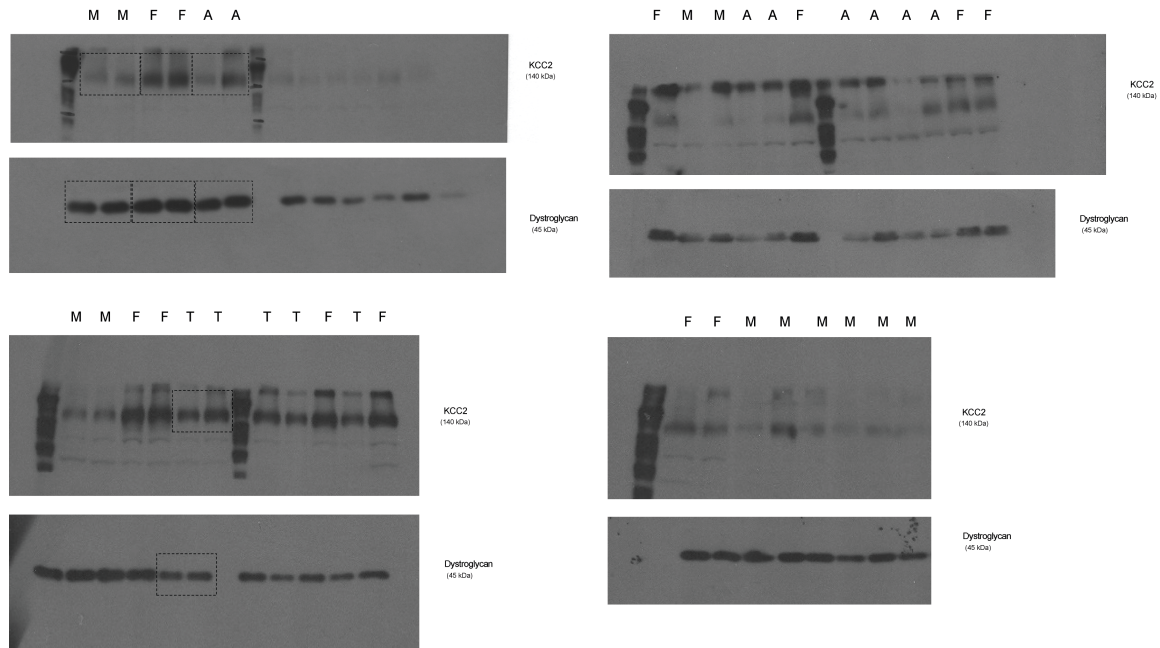 M M F F A A
KCC2
(140 kDa)
Dystroglycan
(45 kDa)
F M M A A F A A A A F F
KCC2
(140 kDa)
Dystroglycan
(45 kDa)
M M F F T T T T F T F
KCC2
(140 kDa)
Dystroglycan
(45 kDa)
F F M M M M M M
KCC2
(140 kDa)
Dystroglycan
(45 kDa)